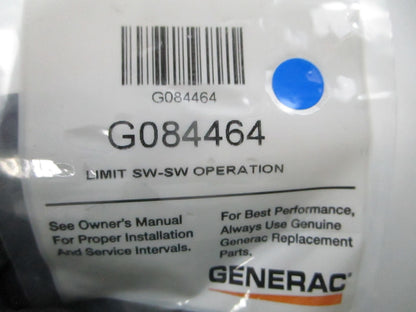 G084464
G084464
LIMIT SW-SW OPERATION
See Owner's Manual
For Proper Installation
And Service Intervals.
For Best Performance,
Always Use Genuine
Generac Replacement
Parts.
GENERAC